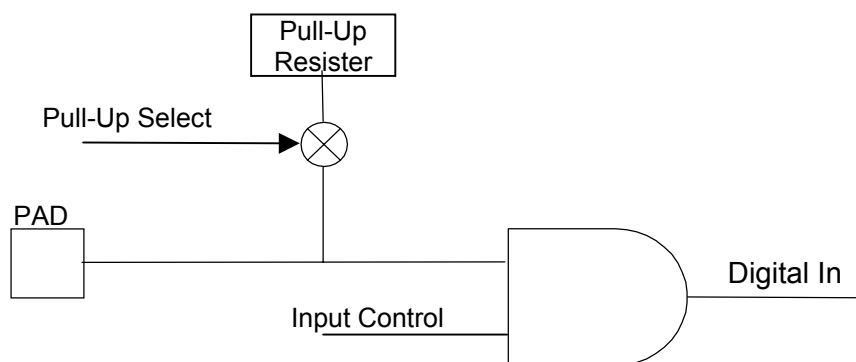 Pull-Up
Resister
Pull-Up Select
PAD
Digital In
Input Control